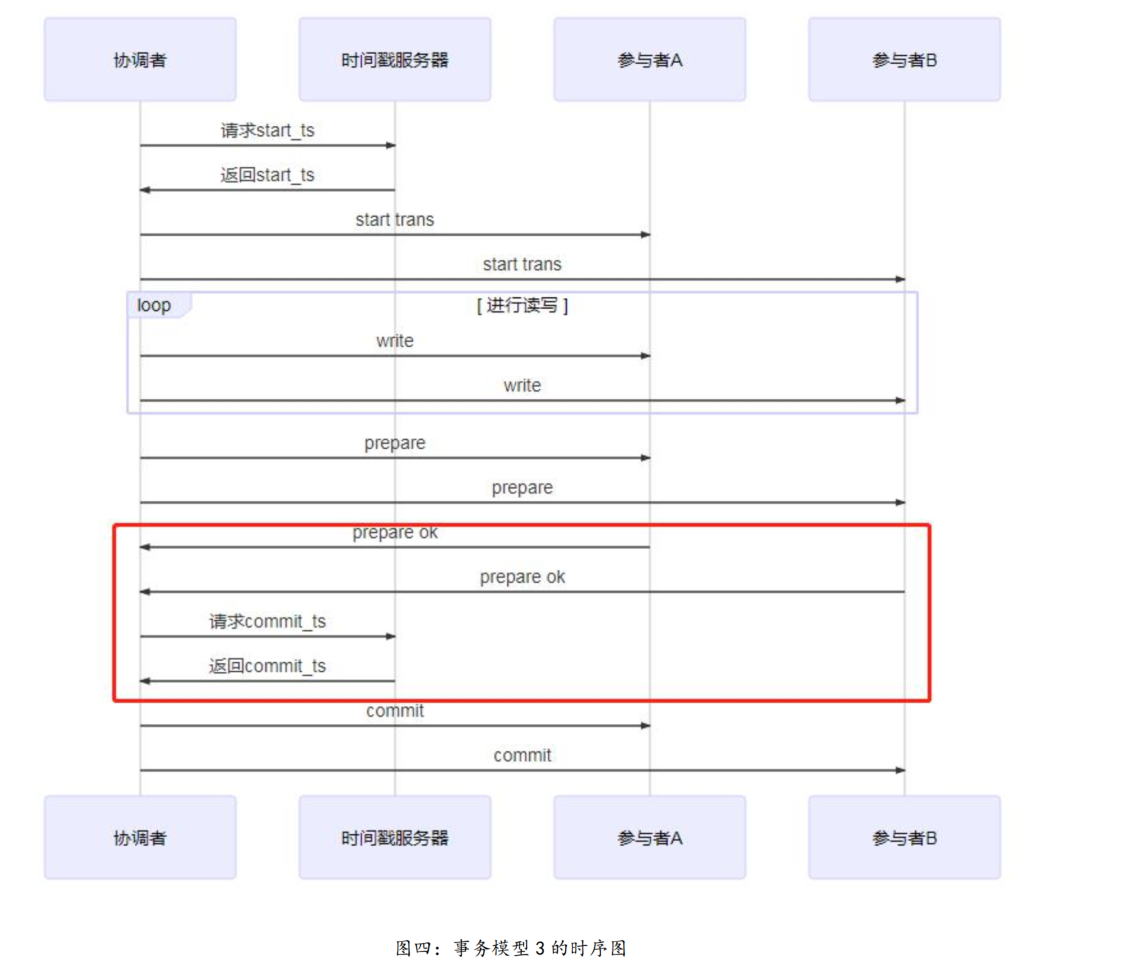 协调者
时间戳服务器
参与者A
参与者B
请求start_ts
返回start_ts
start trans
start trans
loop
[ 进行读写 ]
write
write
prepare
prepare
prepare ok
prepare ok
请求commit_ts
返回commit_ts
commit
commit
协调者
时间戳服务器
参与者A
参与者B
图四：事务模型 3 的时序图